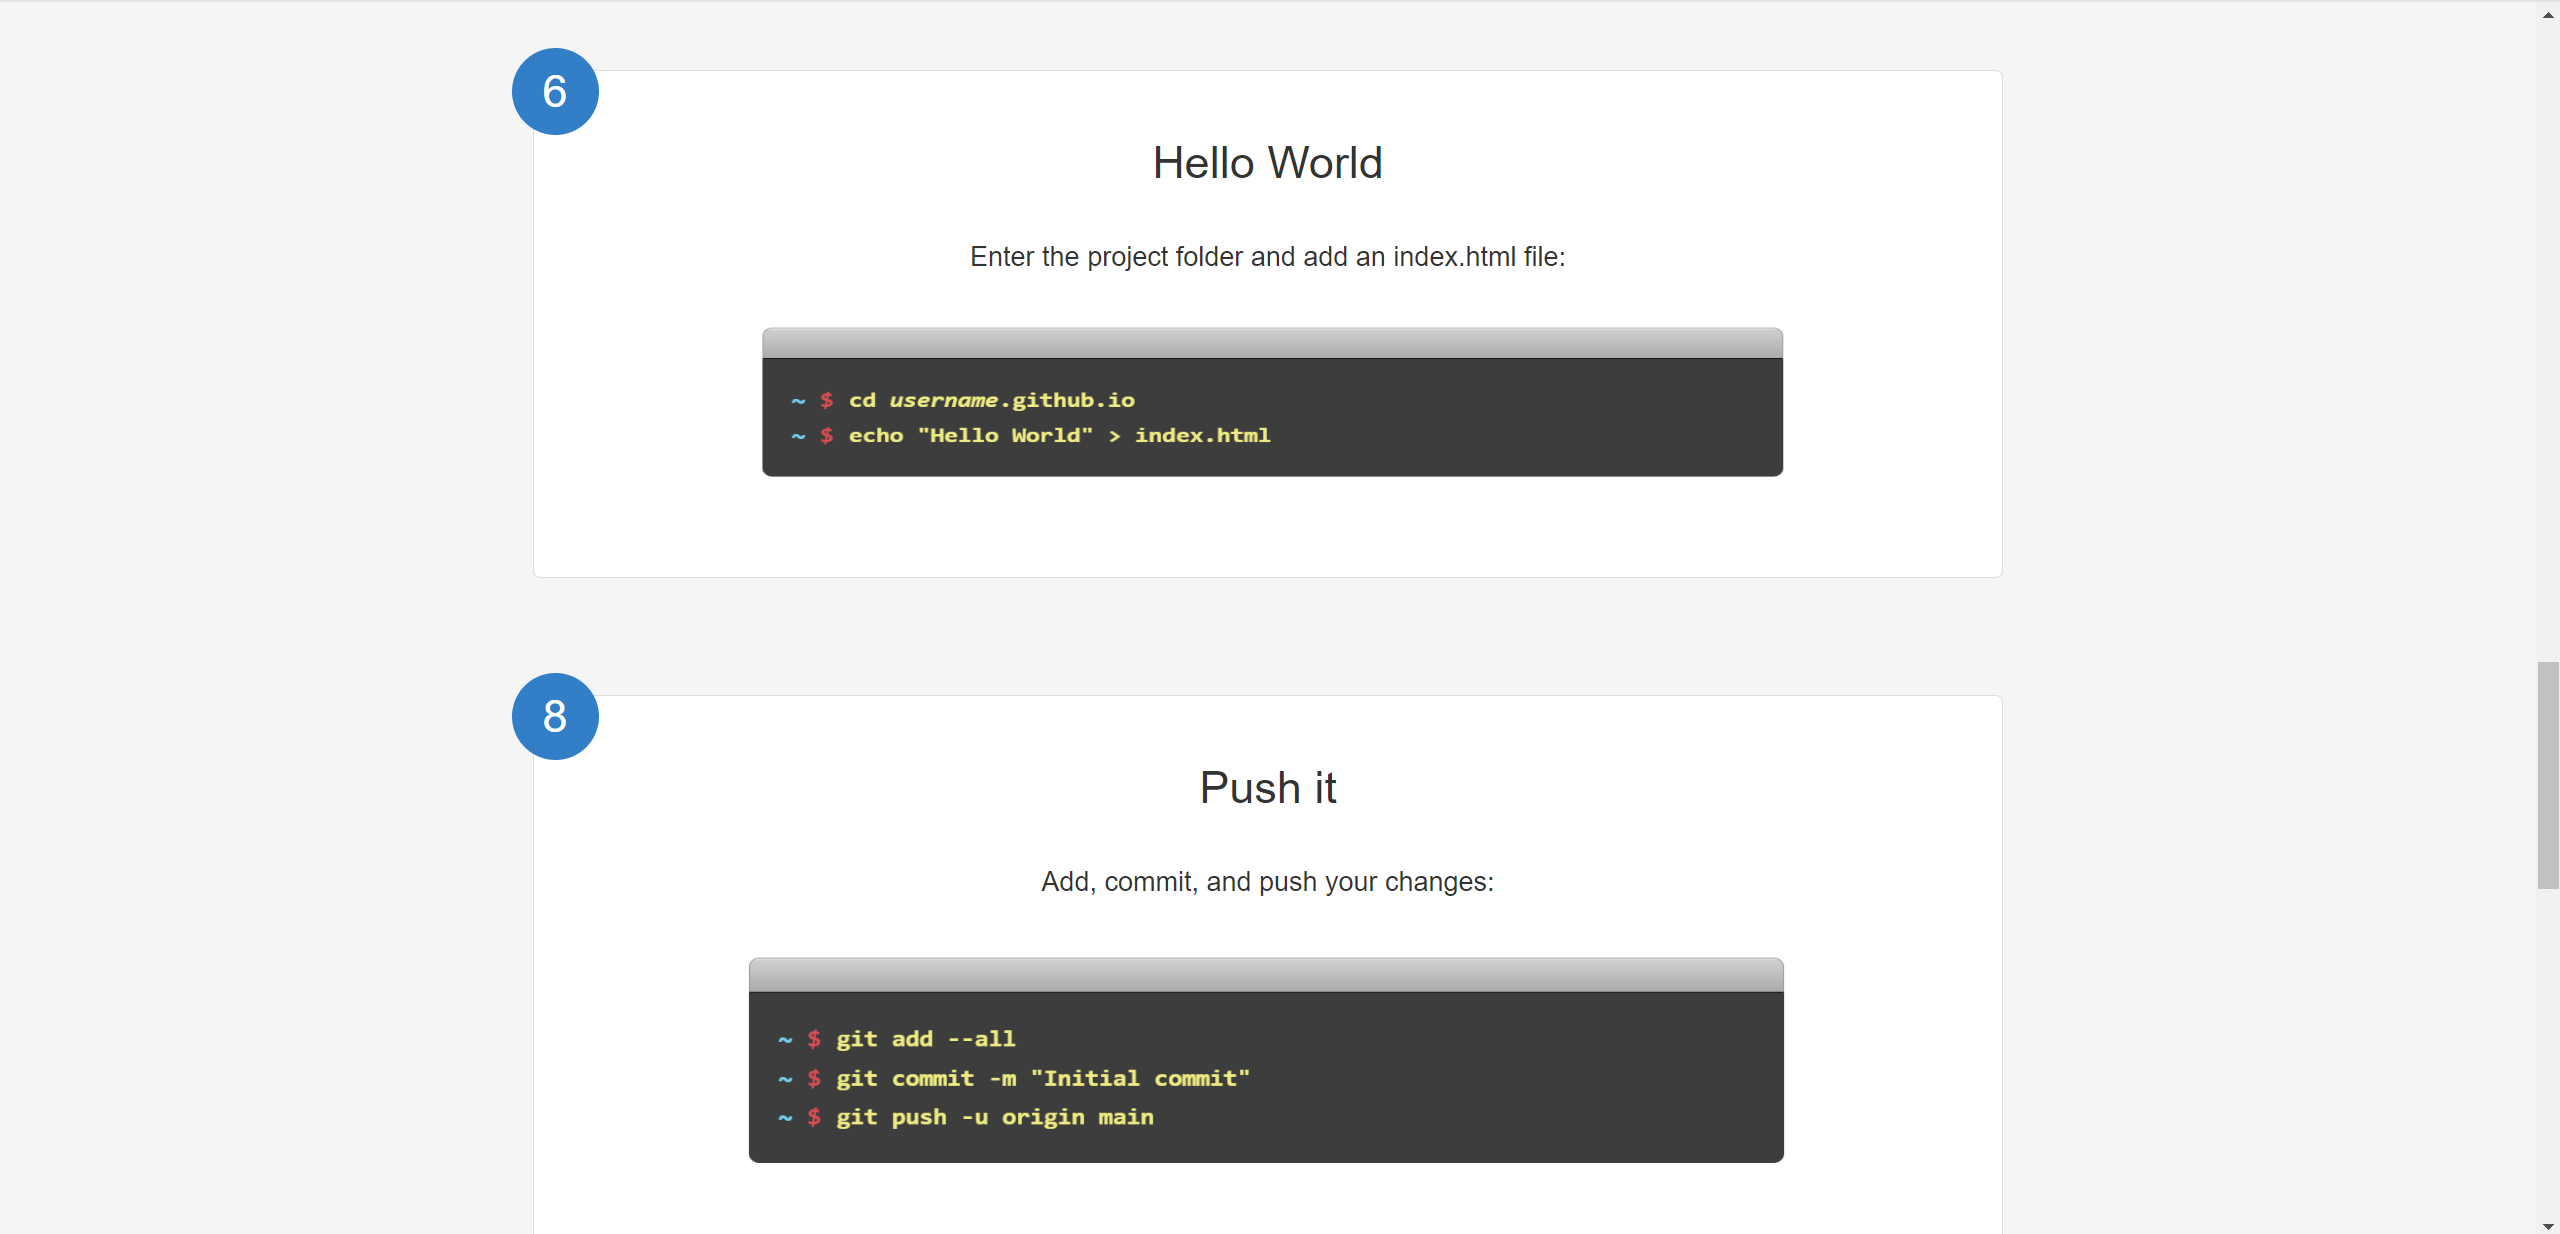 6
Hello World
Enter the project folder and add an index.html file:
~ $ cd username.github.io
~ $ echo "Hello World" > index.html
8
Push it
Add, commit, and push your changes:
~ $ git add --all
~ $ git commit -m "Initial commit"
~ $ git push -u origin main